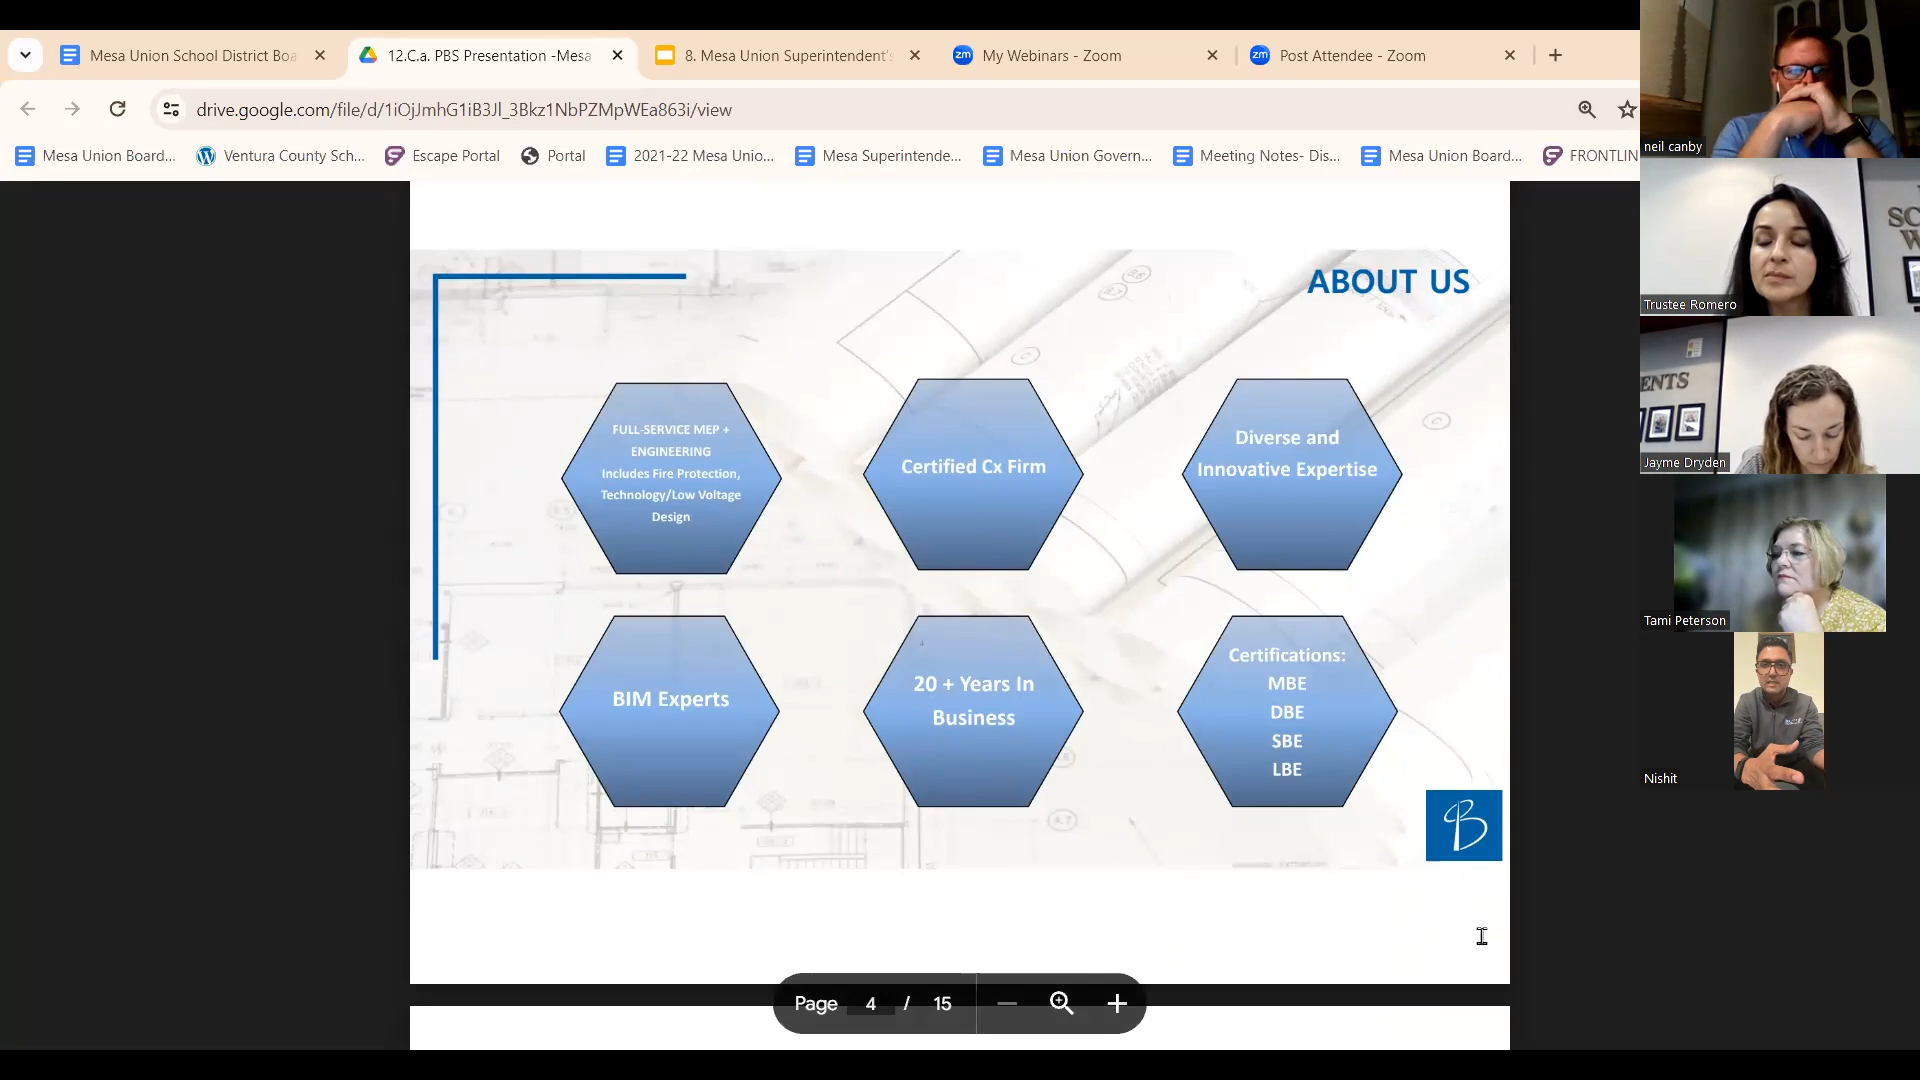 Mesa Union School District Boa
12.C.a. PBS Presentation -Mesa
8. Mesa Union Superintendent's
My Webinars - Zoom
Post Attendee - Zoom
drive.google.com/file/d/1iOjJmhG1iB3Jl_3Bkz1NbPZMpWEa863i/view
Mesa Union Board...
Ventura County Sch...
Escape Portal
Portal
2021-22 Mesa Unio...
Mesa Superintende...
Mesa Union Govern...
Meeting Notes- Dis...
Mesa Union Board...
FRONTLIN
ABOUT US
FULL-SERVICE MEP +
ENGINEERING
Includes Fire Protection,
Technology/Low Voltage
Design
Certified Cx Firm
Diverse and
Innovative Expertise
BIM Experts
20 + Years In
Business
Certifications:
MBE
DBE
SBE
LBE
B
Page 4 / 15
neil canby
Trustee Romero
ENTS
Jayme Dryden
Tami Peterson
Nishit